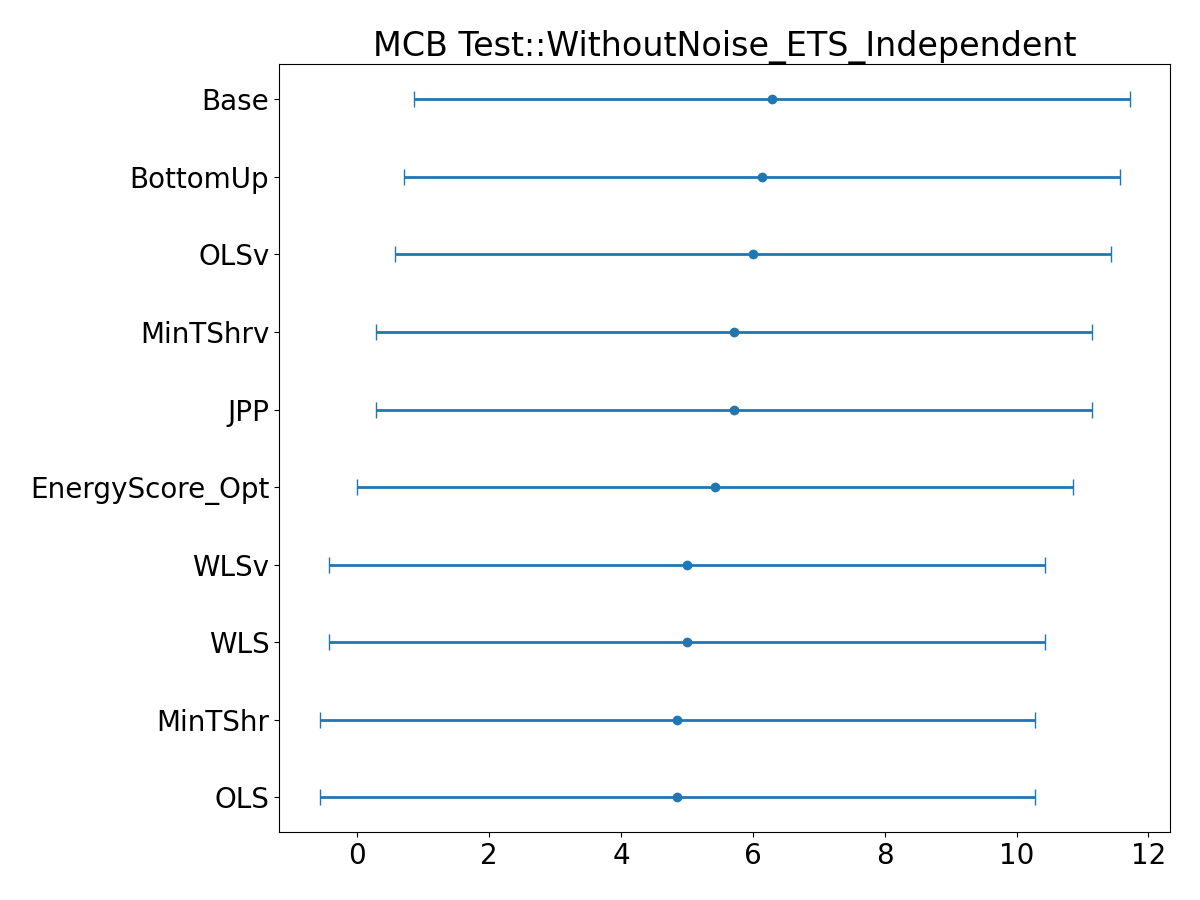 MCB Test::WithoutNoise_ETS_Independent
Base
BottomUp
OLSv
MinTShrv
JPP
EnergyScore_Opt
WLSv
WLS
MinTShr
OLS
0 2 4 6 8 10 12